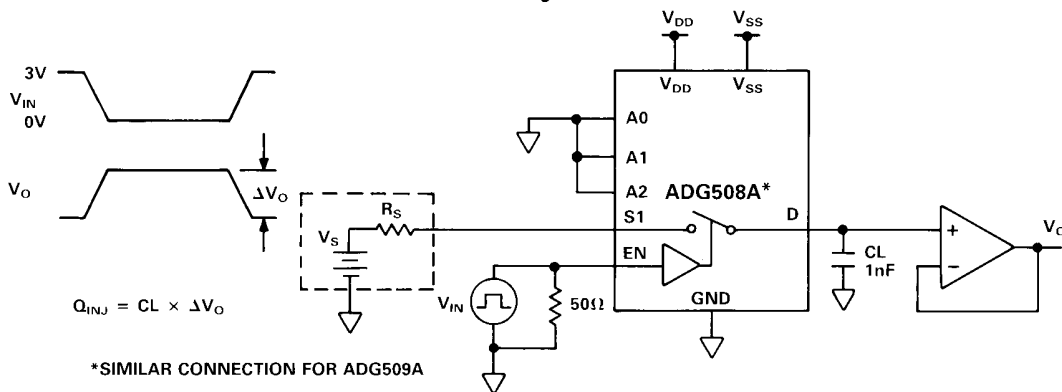 3V
V_IN
0V
V_O
ΔV_O
Q_INJ = CL × ΔV_O
*SIMILAR CONNECTION FOR ADG509A
V_S
R_S
V_IN
50Ω
V_DD
V_SS
V_DD
V_SS
A0
A1
A2
ADG508A*
S1
D
EN
GND
CL
1nF
+
−